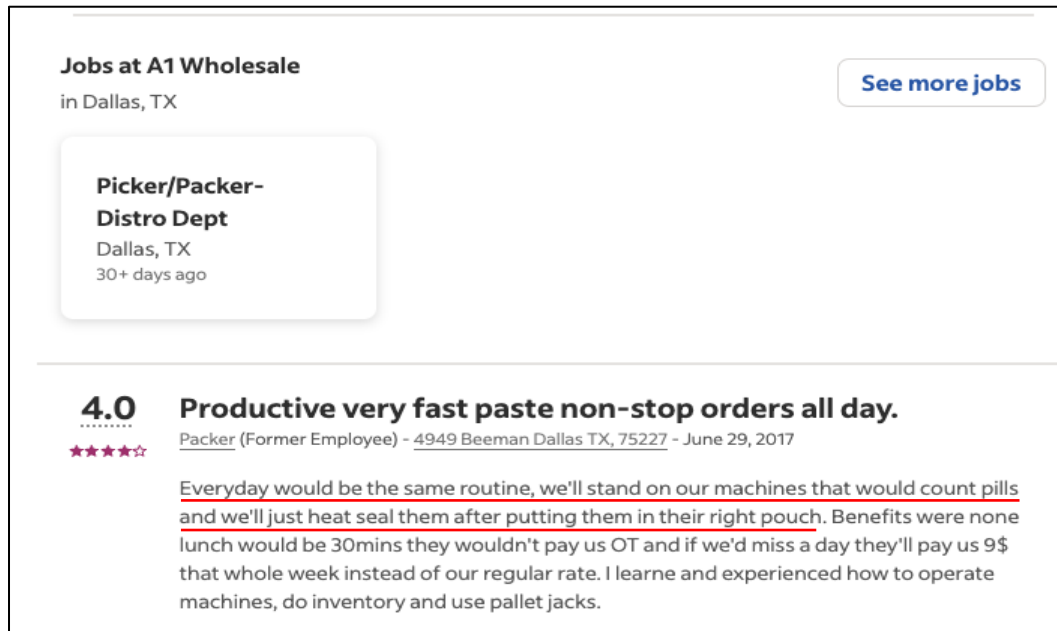 Jobs at A1 Wholesale
in Dallas, TX
See more jobs
Picker/Packer-
Distro Dept
Dallas, TX
30+ days ago
4.0
Productive very fast paste non-stop orders all day.
Packer (Former Employee) - 4949 Beeman Dallas TX, 75227 - June 29, 2017
Everyday would be the same routine, we'll stand on our machines that would count pills
and we'll just heat seal them after putting them in their right pouch. Benefits were none
lunch would be 30mins they wouldn't pay us OT and if we'd miss a day they'll pay us 9$
that whole week instead of our regular rate. I learne and experienced how to operate
machines, do inventory and use pallet jacks.